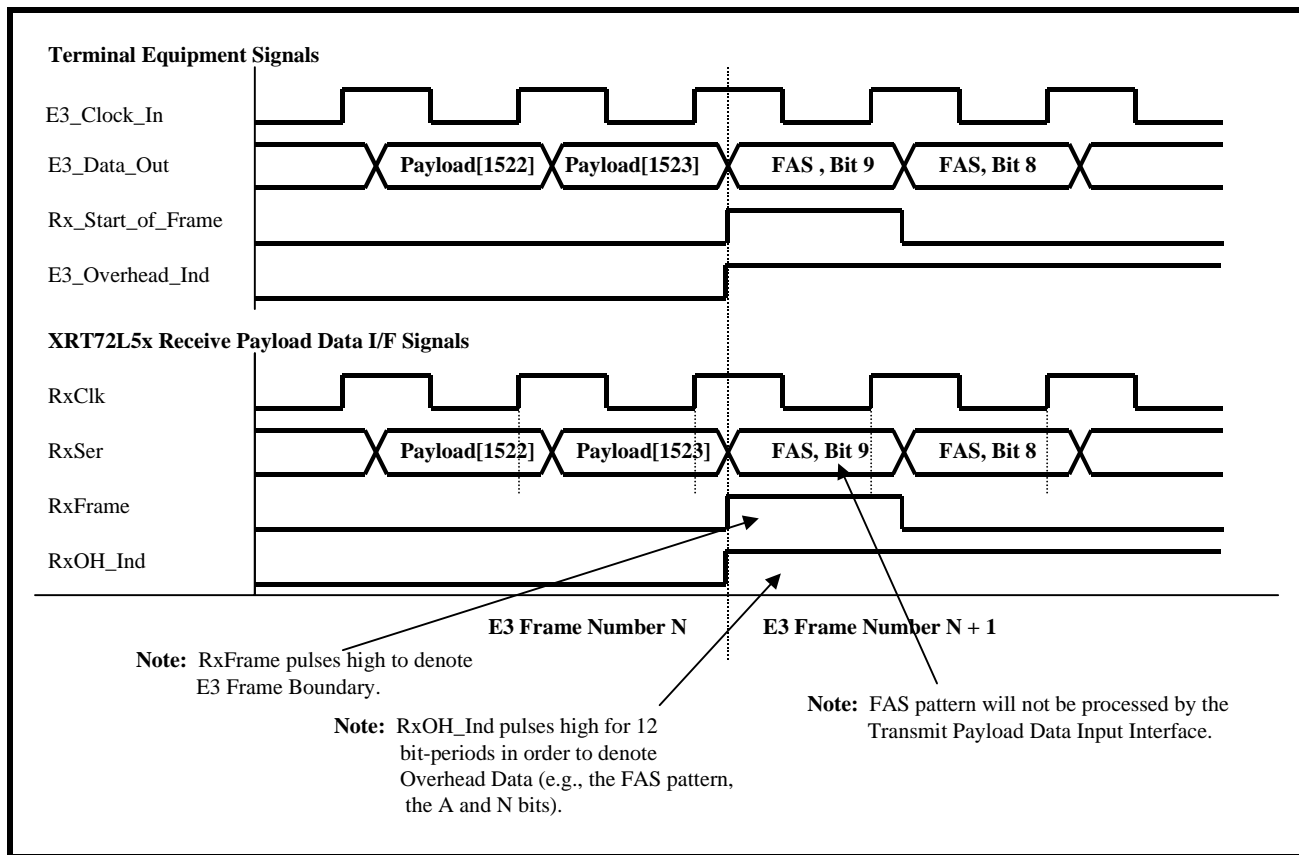 Terminal Equipment Signals
E3_Clock_In
E3_Data_Out
Payload[1522] Payload[1523] FAS , Bit 9 FAS, Bit 8
Rx_Start_of_Frame
E3_Overhead_Ind
XRT72L5x Receive Payload Data I/F Signals
RxClk
RxSer
Payload[1522] Payload[1523] FAS, Bit 9 FAS, Bit 8
RxFrame
RxOH_Ind
E3 Frame Number N E3 Frame Number N + 1
Note: RxFrame pulses high to denote
E3 Frame Boundary.
Note: RxOH_Ind pulses high for 12
bit-periods in order to denote
Overhead Data (e.g., the FAS pattern,
the A and N bits).
Note: FAS pattern will not be processed by the
Transmit Payload Data Input Interface.